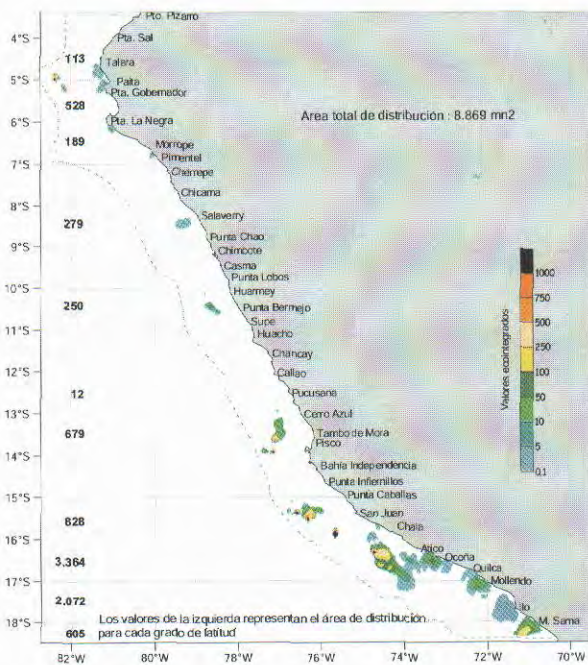 Pto. Pizarro
4°S
Pta. Sal
113
Talara
5°S
Paita
Pta. Gobernador
528
Area total de distribución : 8.869 mn2
6°S
Pta. La Negra
189
Morrope
7°S
Pimentel
Cherrepe
Chicama
8°S
Salaverry
279
Punta Chao
9°S
Chimbote
Casma
Punta Lobos
10°S
Huarmey
250
Punta Bermejo
Supe
11°S
Huacho
Chancay
12°S
Callao
12
Pucusana
13°S
Cerro Azul
679
Tambo de Mora
Pisco
14°S
Bahía Independencia
Punta Infiernillos
Punta Caballas
15°S
San Juan
828
Chala
16°S
Atico
3.364
Ocoña
Quilca
17°S
Mollendo
2.072
Ilo
Los valores de la izquierda representan el área de distribución
M. Sama
18°S
605
para cada grado de latitud
82°W 80°W 78°W 76°W 74°W 72°W 70°W
Valores ecointegrados
1000
750
500
250
100
50
10
5
0.1